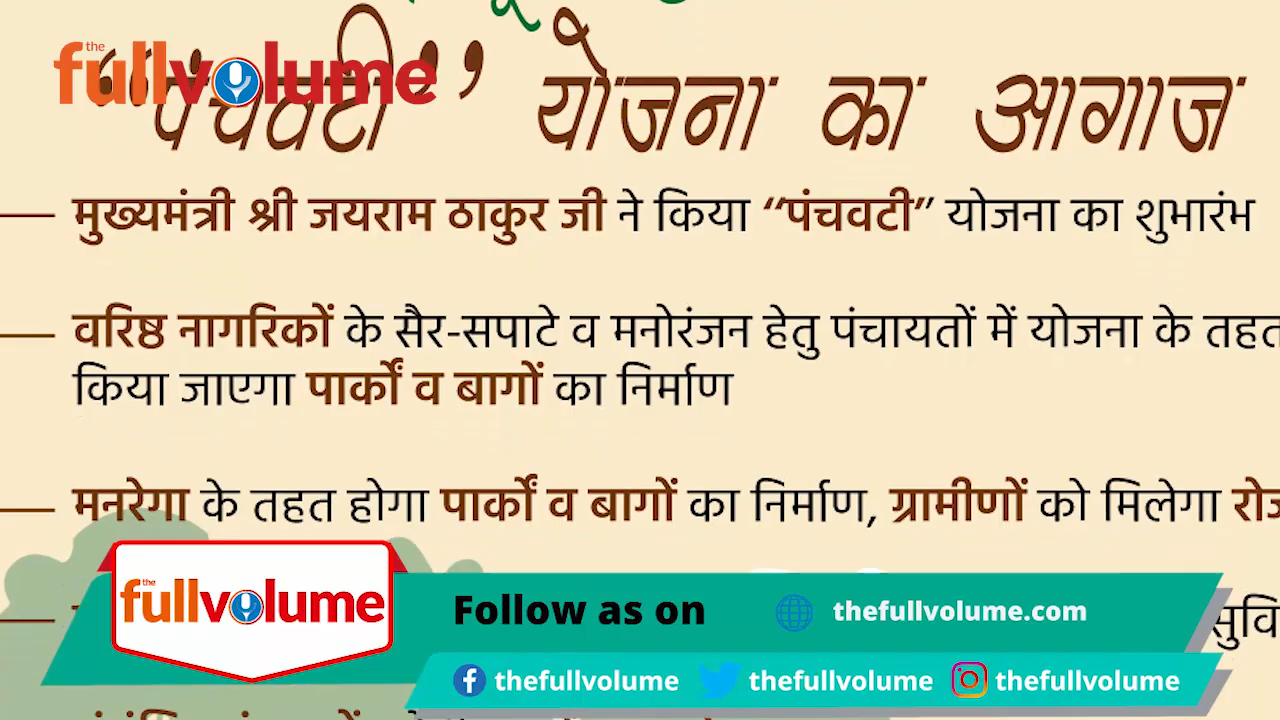 the
fullvolume
“पंचवटी” योजना का आगाज
मुख्यमंत्री श्री जयराम ठाकुर जी ने किया “पंचवटी” योजना का शुभारंभ
वरिष्ठ नागरिकों के सैर-सपाटे व मनोरंजन हेतु पंचायतों में योजना के तहत
किया जाएगा पार्कों व बागों का निर्माण
मनरेगा के तहत होगा पार्कों व बागों का निर्माण, ग्रामीणों को मिलेगा
the
fullvolume
Follow as on
thefullvolume.com
thefullvolume
thefullvolume
thefullvolume